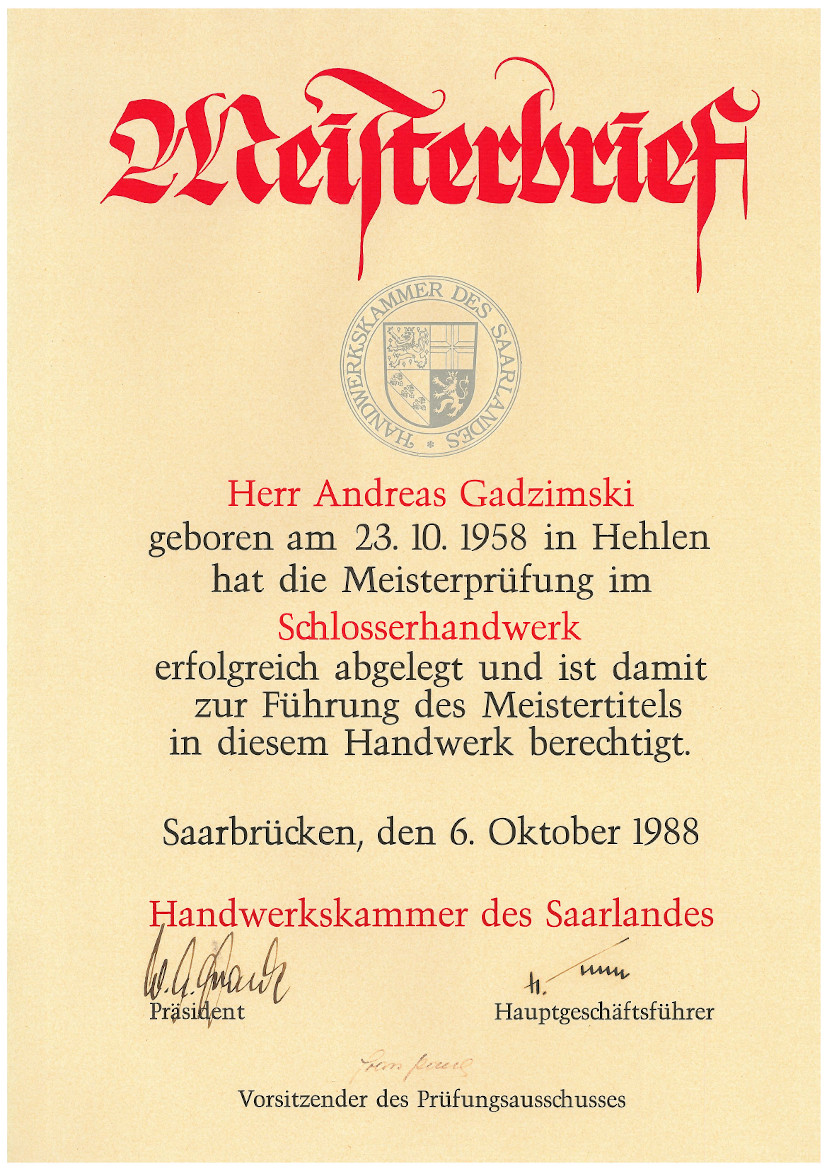 Meisterbrief
HANDWERKSKAMMER DES SAARLANDES *
Herr Andreas Gadzimski
geboren am 23. 10. 1958 in Hehlen
hat die Meisterprüfung im
Schlosserhandwerk
erfolgreich abgelegt und ist damit
zur Führung des Meistertitels
in diesem Handwerk berechtigt.
Saarbrücken, den 6. Oktober 1988
Handwerkskammer des Saarlandes
Präsident
Hauptgeschäftsführer
Vorsitzender des Prüfungsausschusses